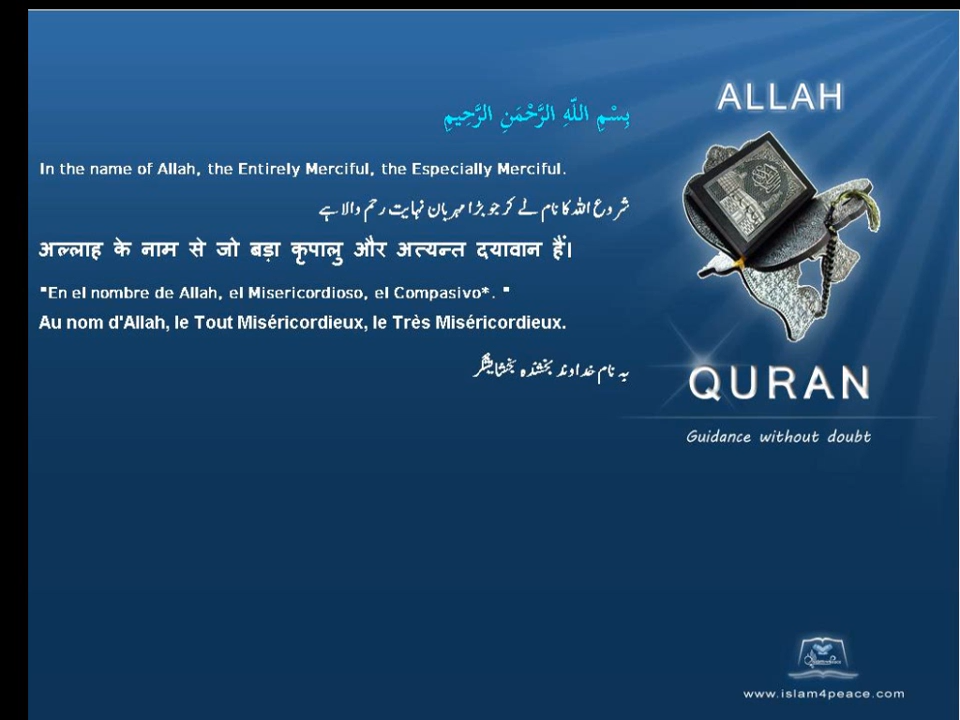 بِسْمِ اللَّهِ الرَّحْمَنِ الرَّحِيمِ
In the name of Allah, the Entirely Merciful, the Especially Merciful.
شروع اللہ کا نام لے کر جو بڑا مہربان نہایت رحم والا ہے
अल्लाह के नाम से जो बड़ा कृपालु और अत्यन्त दयावान हैं।
"En el nombre de Allah, el Misericordioso, el Compasivo*. "
Au nom d'Allah, le Tout Miséricordieux, le Très Miséricordieux.
به نام خداوند بخشنده بخشایشگر
ALLAH
QURAN
Guidance without doubt
www.islam4peace.com